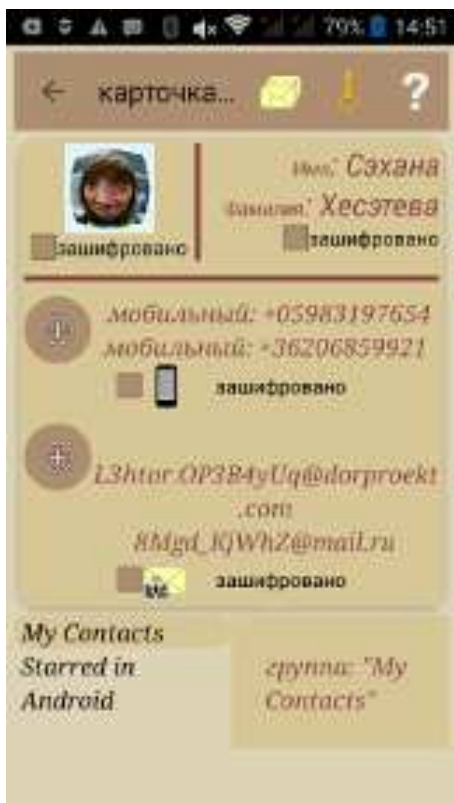 79% 14:51
карточка...
?
Имя: Сэхана
Фамилия: Хесэтева
зашифровано
зашифровано
мобильный: +05983197654
мобильный: +36206859921
зашифровано
L3htor.OP3B4yUq@dorproekt
.com
8Mgd_KJWhZ@mail.ru
зашифровано
My Contacts
Starred in
Android
группа: "My
Contacts"